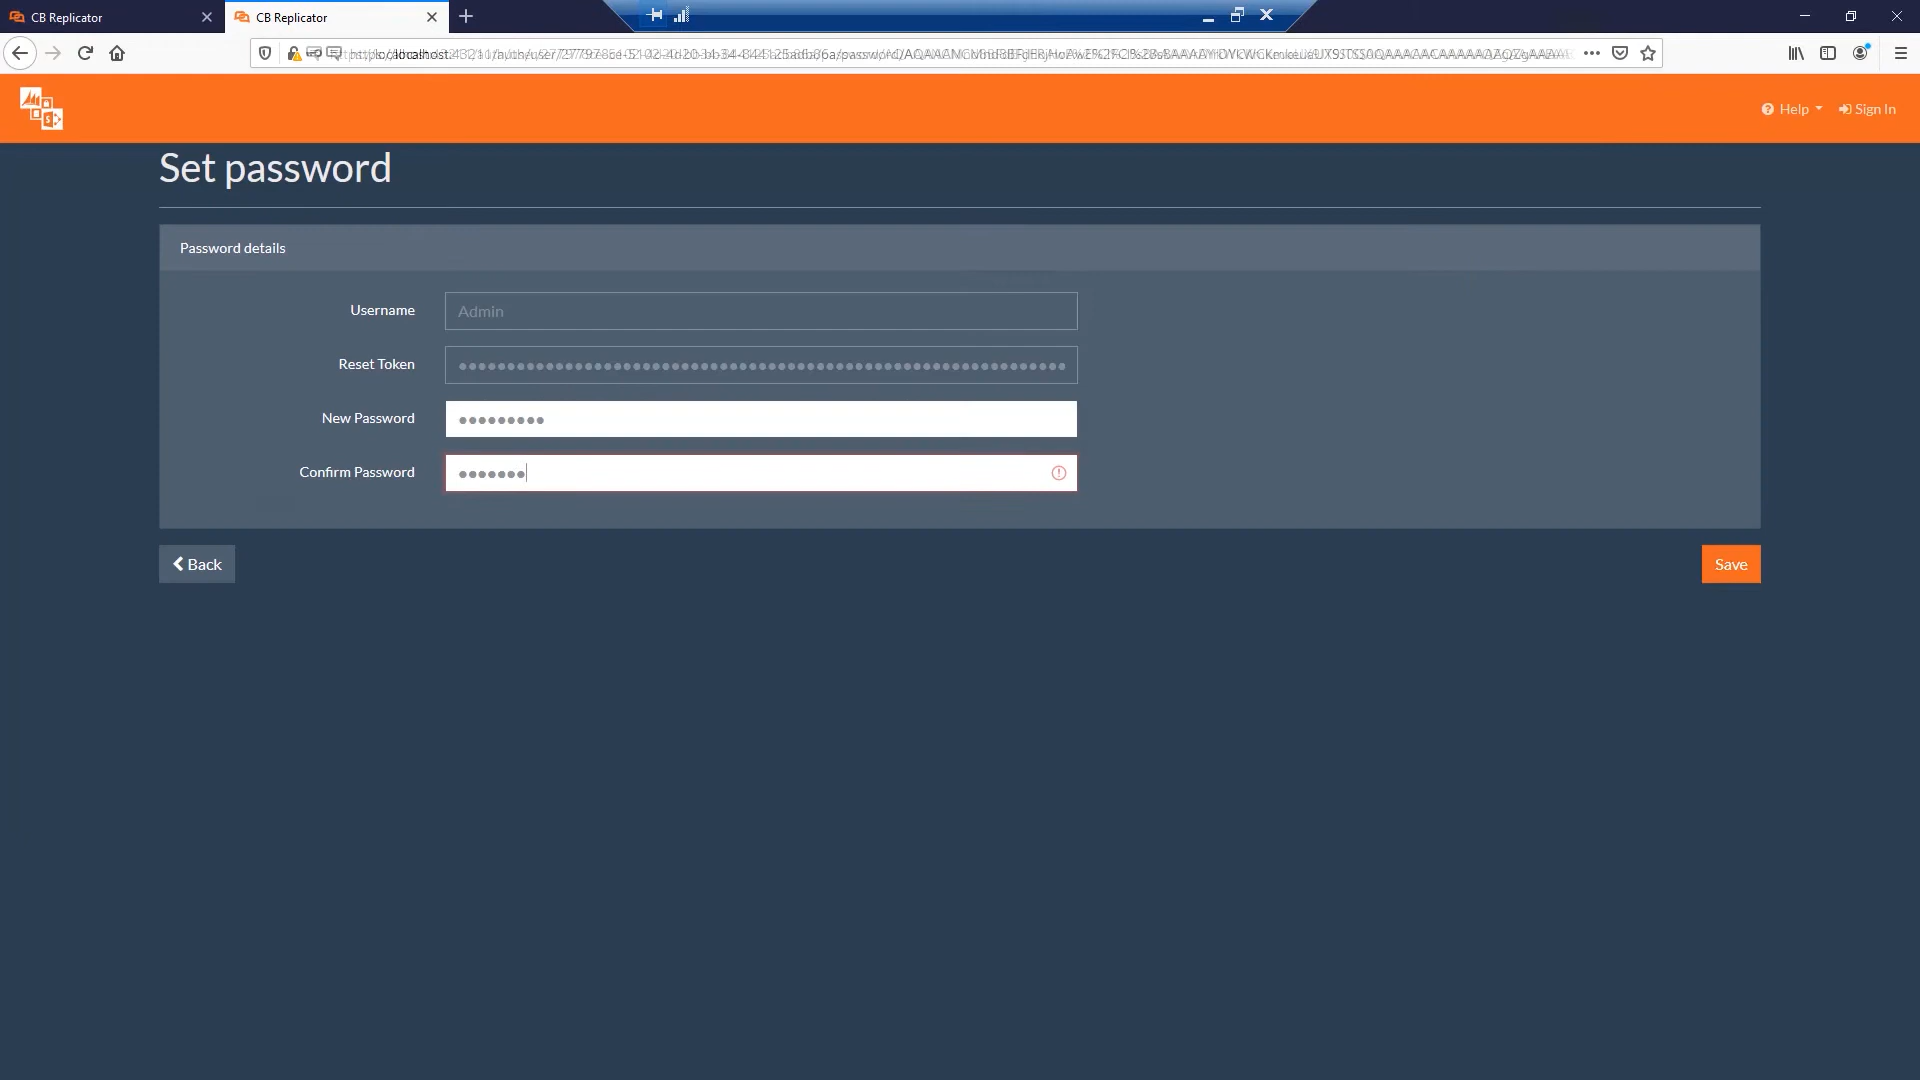 CB Replicator
CB Replicator
Help
Sign In
Set password
Password details
Username
Admin
Reset Token
New Password
Confirm Password
Back
Save